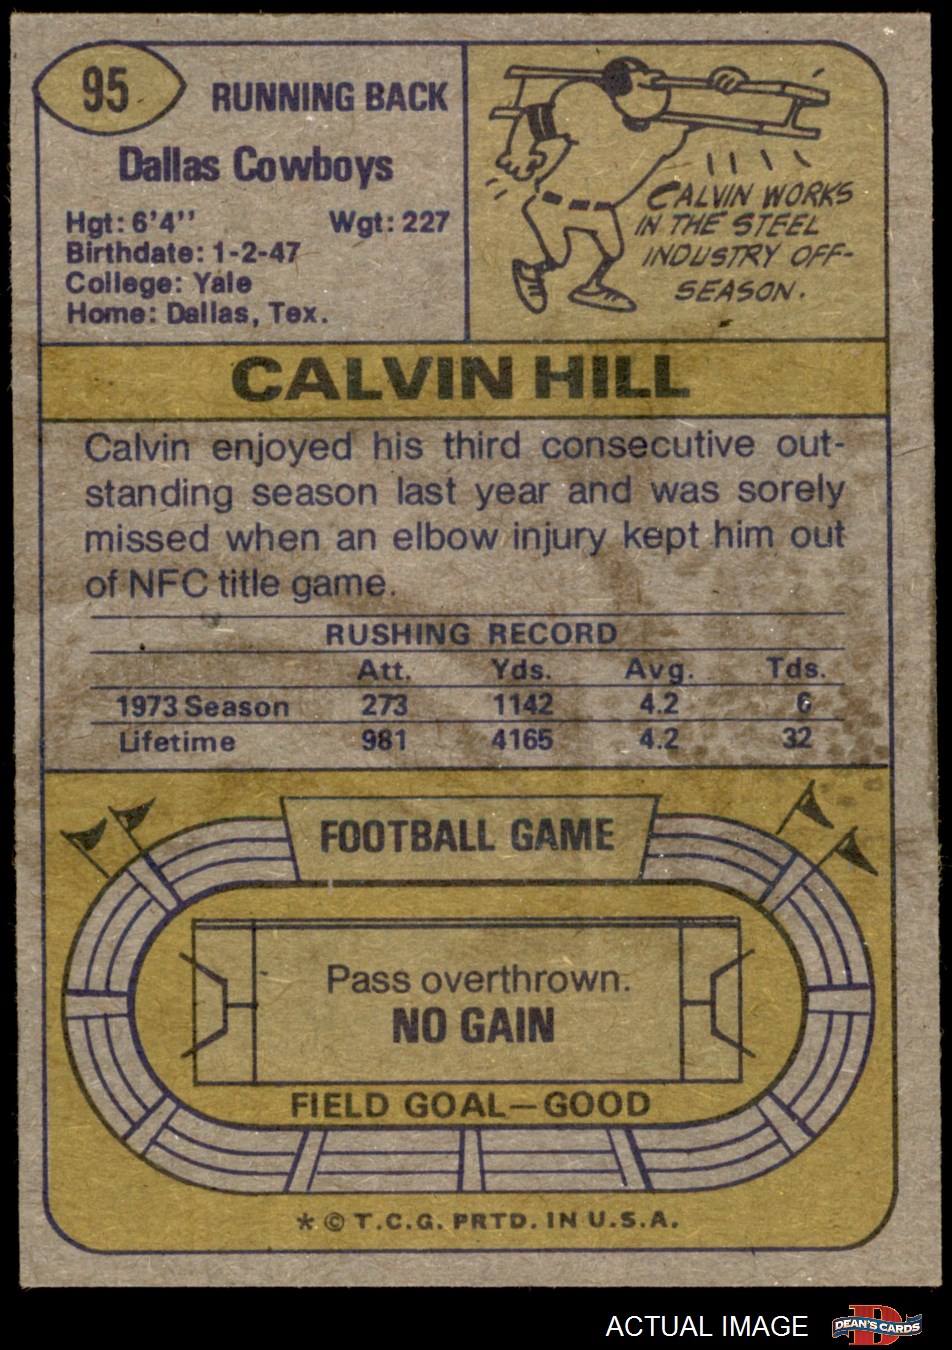 95
RUNNING BACK
Dallas Cowboys
Hgt: 6'4'' Wgt: 227
Birthdate: 1-2-47
College: Yale
Home: Dallas, Tex.
CALVIN WORKS
IN THE STEEL
INDUSTRY OFF-
SEASON.
CALVIN HILL
Calvin enjoyed his third consecutive out-
standing season last year and was sorely
missed when an elbow injury kept him out
of NFC title game.
RUSHING RECORD
Att. Yds. Avg. Tds.
1973 Season 273 1142 4.2 6
Lifetime 981 4165 4.2 32
FOOTBALL GAME
Pass overthrown.
NO GAIN
FIELD GOAL—GOOD
* © T.C.G. PRTD. IN U.S.A.
ACTUAL IMAGE
D
DEAN'S CARDS